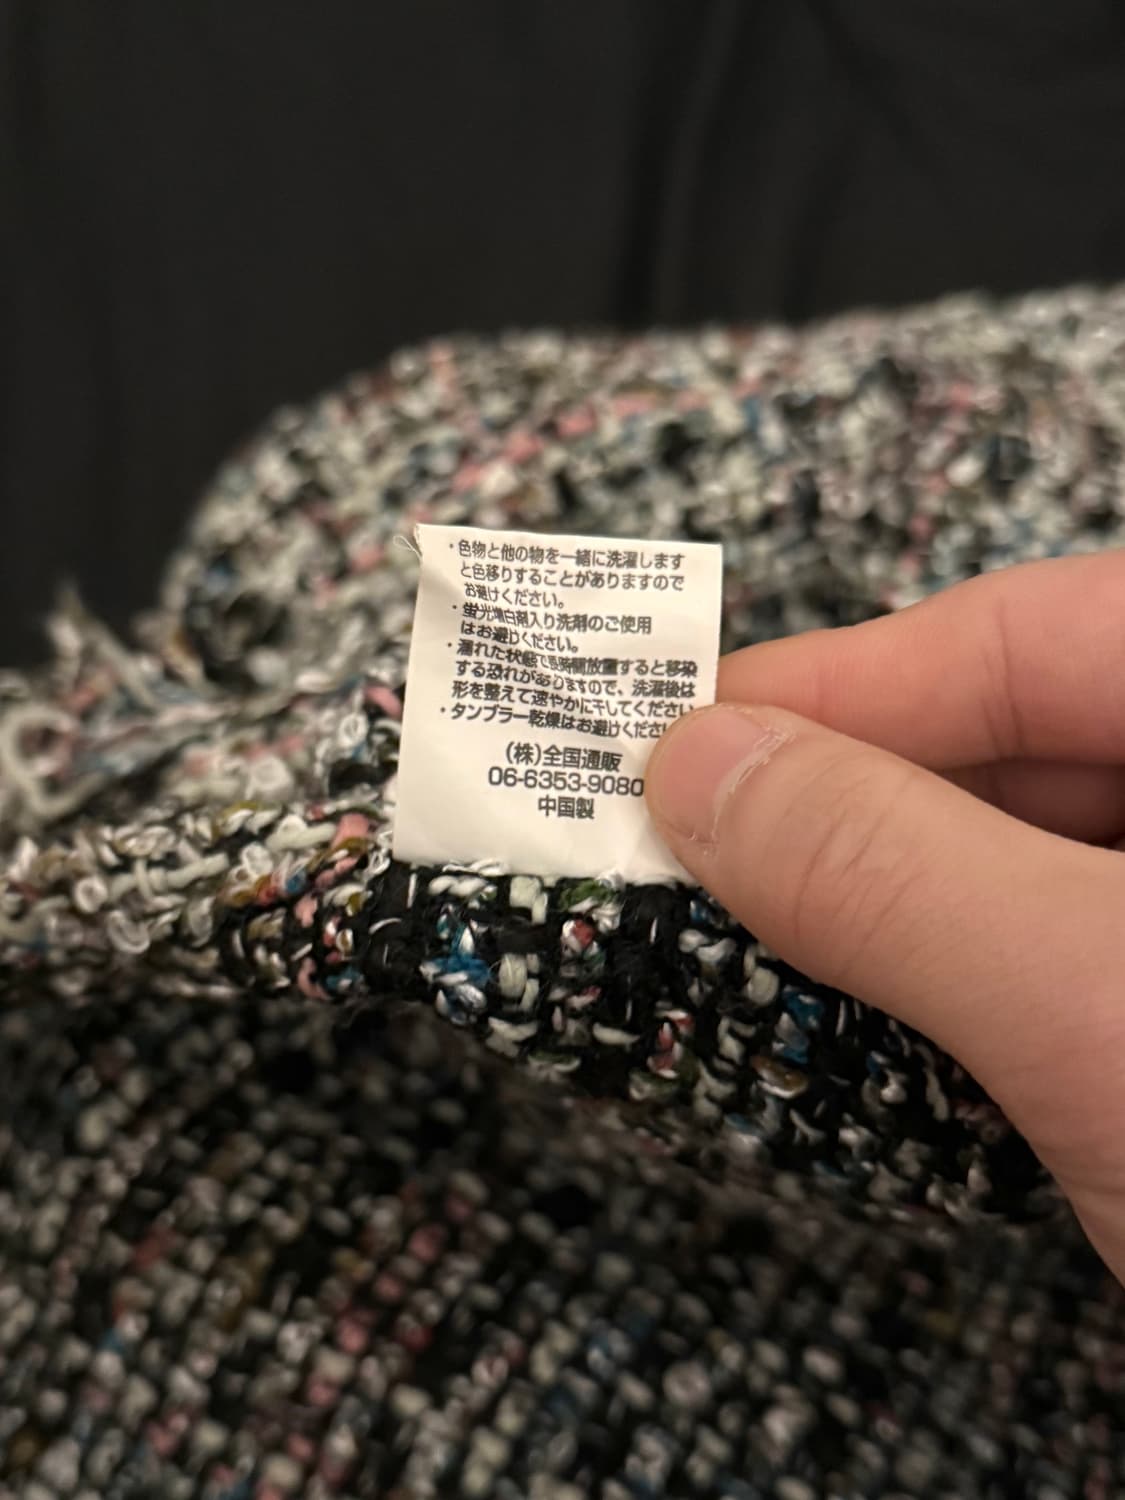 ・色物と他の物を一緒に洗濯します
と色移りすることがありますので
お避けください。
・蛍光増白剤入り洗剤のご使用
はお避けください。
・濡れた状態で長時間放置すると移染
する恐れがありますので、洗濯後は
形を整えて速やかに干してください
・タンブラー乾燥はお避けくださ
(株)全国通販
06-6353-9080
中国製